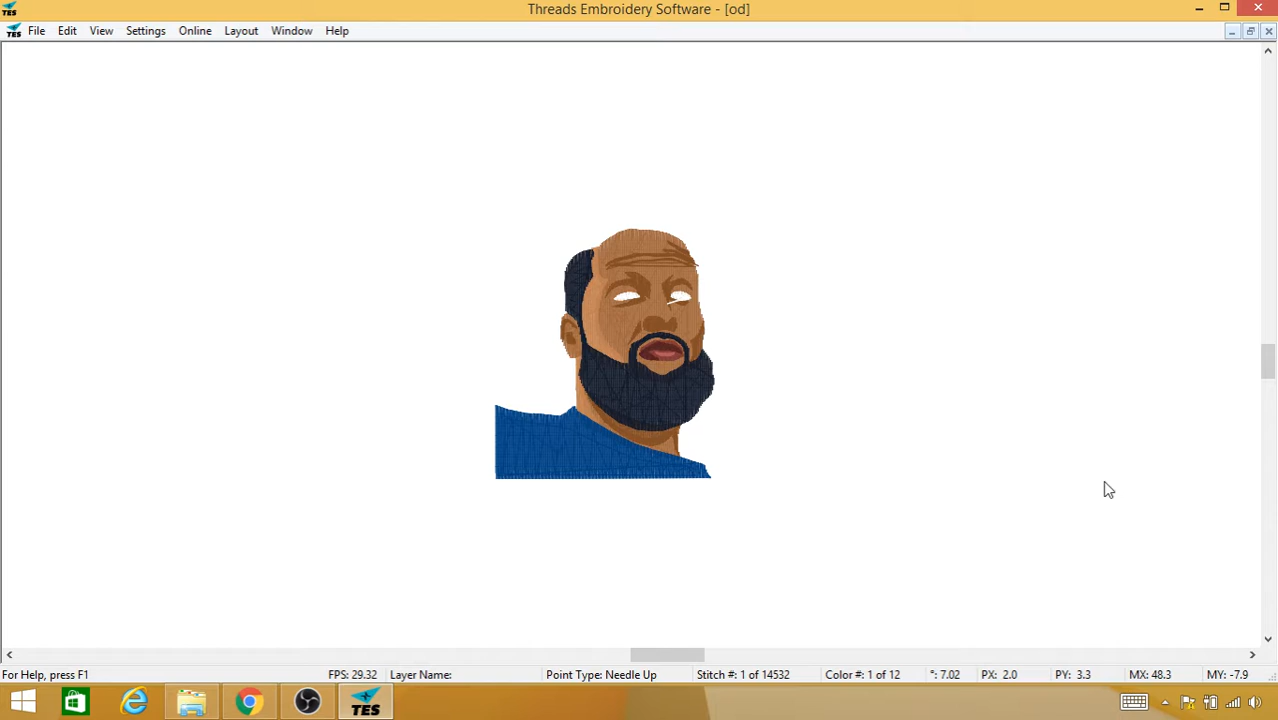 TES
Threads Embroidery Software - [od]
TES
File Edit View Settings Online Layout Window Help
For Help, press F1 FPS: 29.32 Layer Name: Point Type: Needle Up Stitch #: 1 of 14532 Color #: 1 of 12 °: 7.02 PX: 2.0 PY: 3.3 MX: 48.3 MY: -7.9
TES